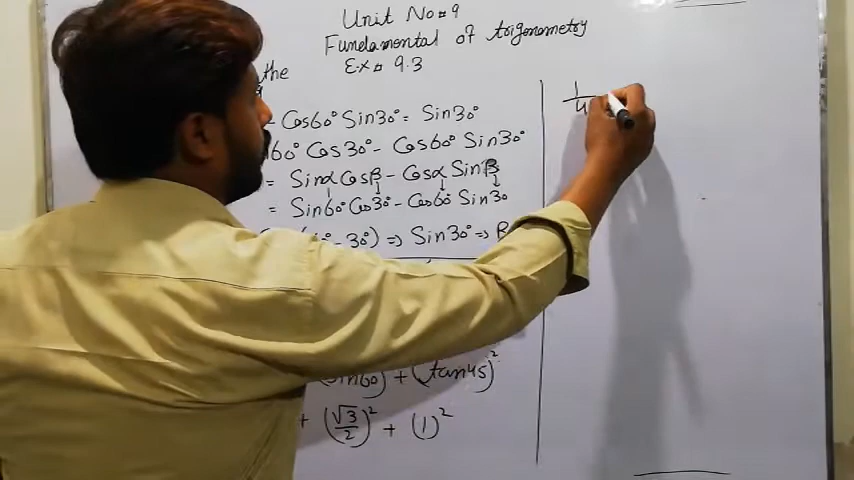 Unit No # 9
Fundamental of trigonometry
Ex # 9.3
the
- Cos60° Sin30° = Sin30°
60° Cos30° - Cos60° Sin30°
= Sinα Cosβ - Cosα Sinβ
= Sin60° Cos30° - Cos60° Sin30
- 30°) => Sin30° =>
(Sin60) + (tan45)²
+ (√3/2)² + (1)²
1/4